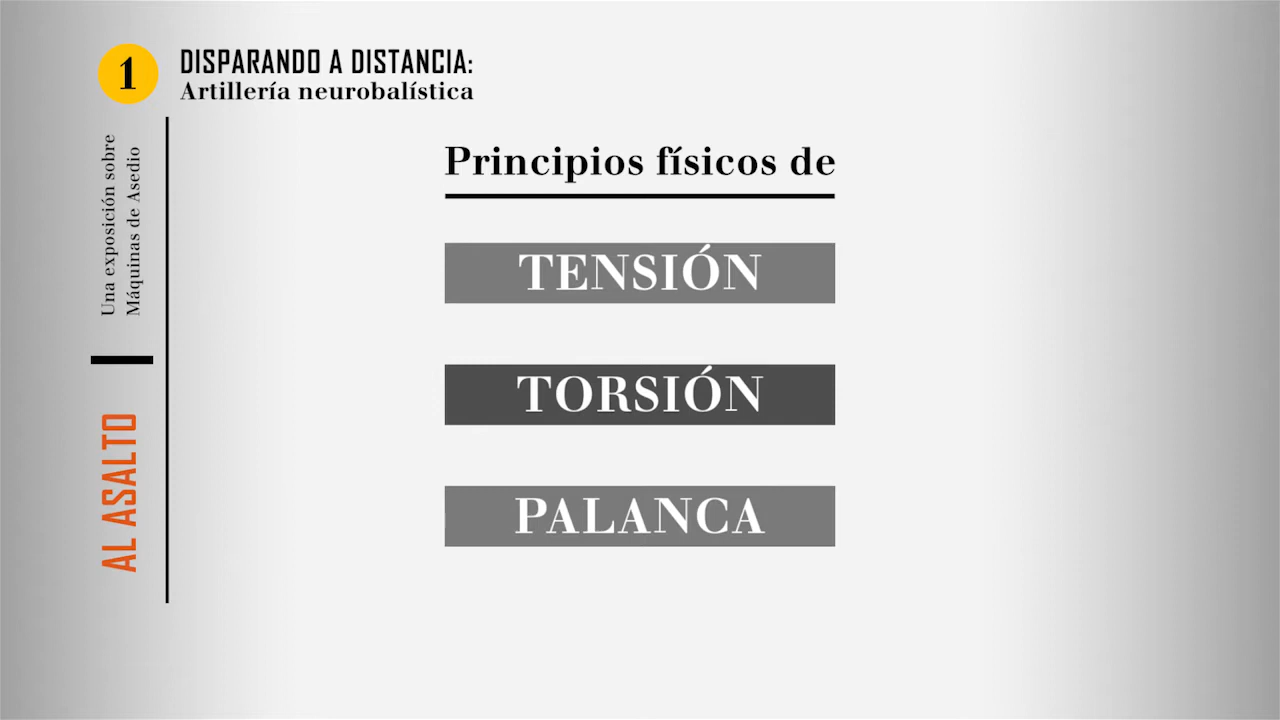 1
DISPARANDO A DISTANCIA:
Artillería neurobalística
Una exposición sobre
Máquinas de Asedio
AL ASALTO
Principios físicos de
TENSIÓN
TORSIÓN
PALANCA